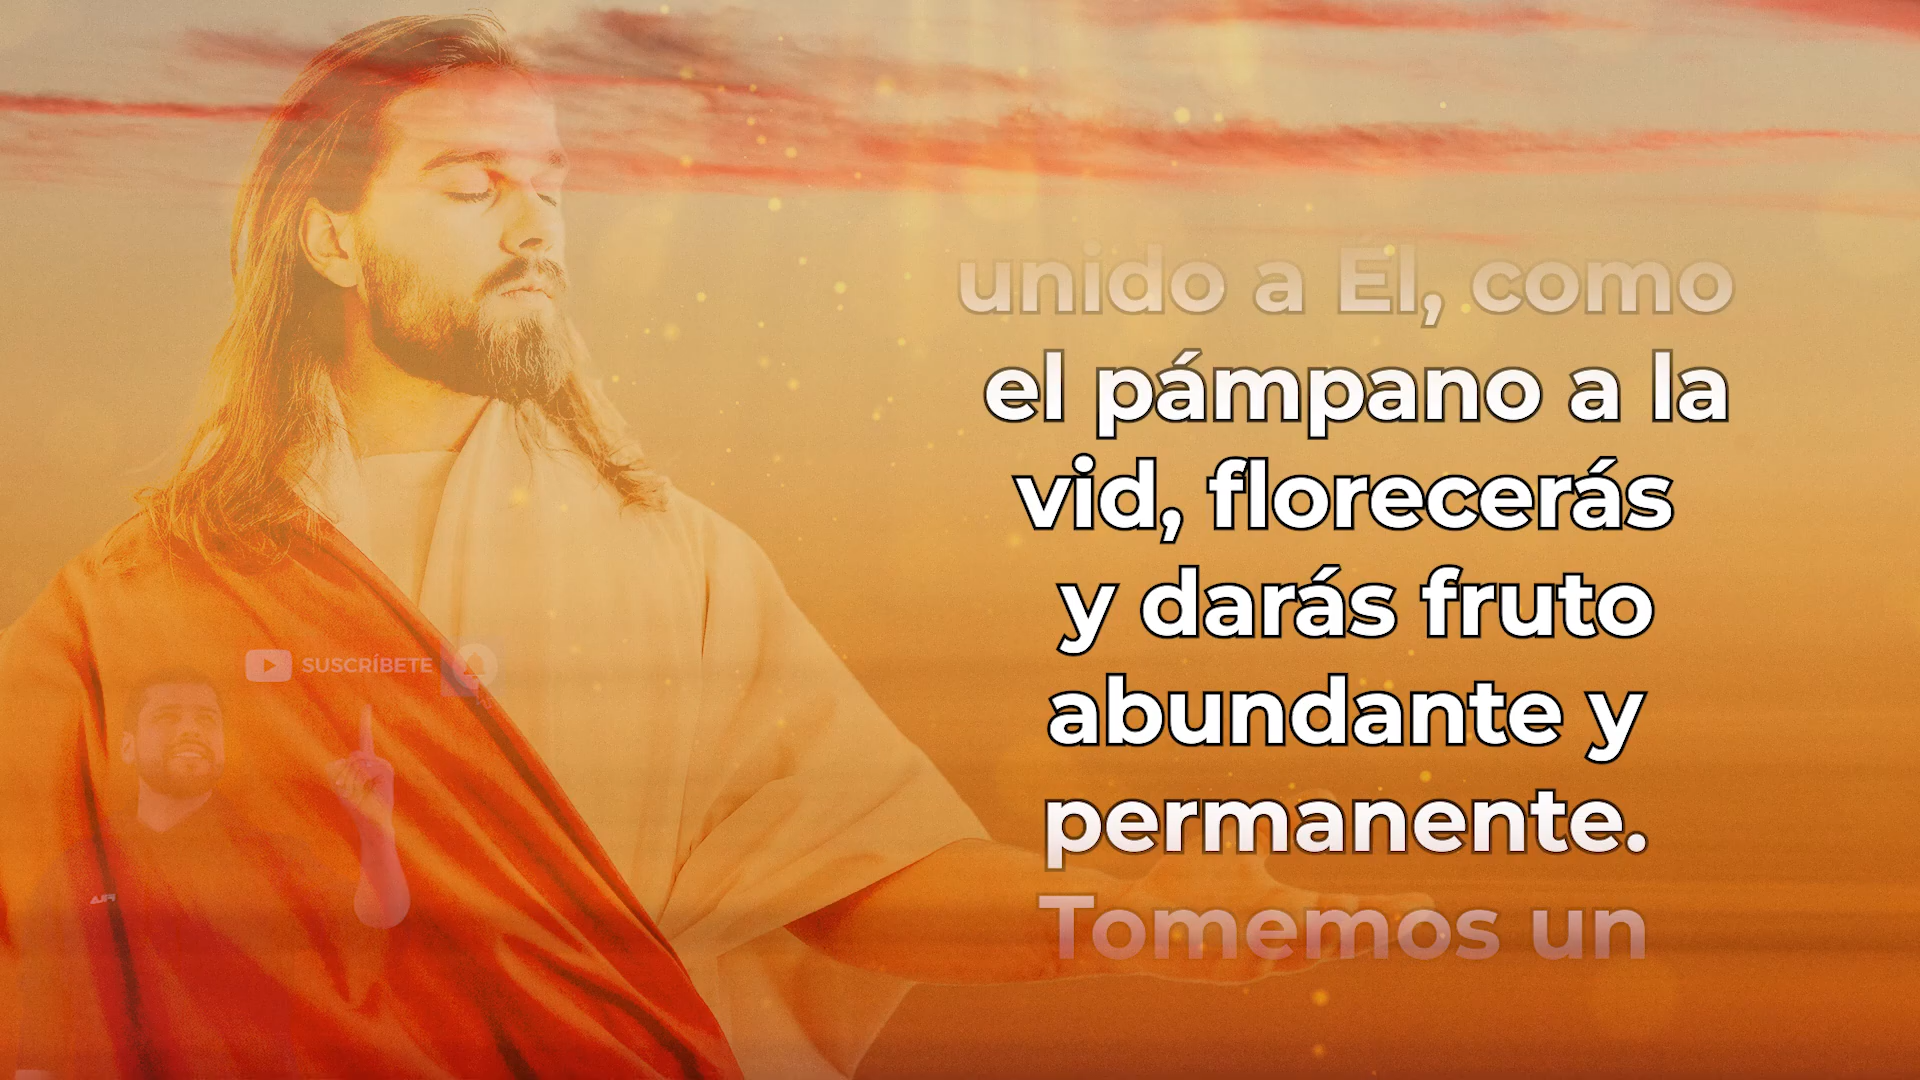 unido a Él, como
el pámpano a la
vid, florecerás
y darás fruto
abundante y
permanente.
Tomemos un
SUSCRÍBETE